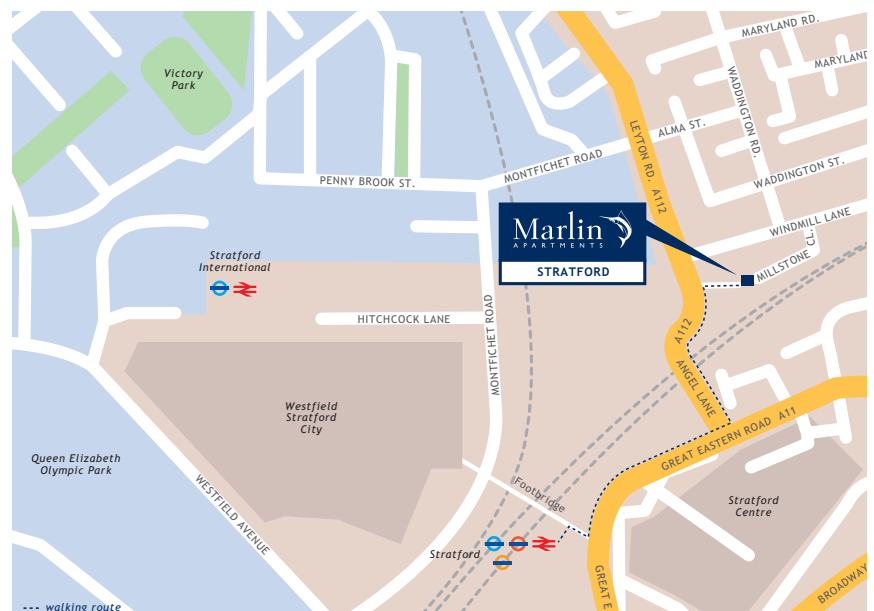 MARYLAND RD.
MARYLAND
Victory
Park
WADDINGTON RD.
LEYTON RD. A112
ALMA ST.
MONTFICHET ROAD
PENNY BROOK ST.
WADDINGTON ST.
WINDMILL LANE
Marlin
APARTMENTS
STRATFORD
MILLSTONE CL.
Stratford
International
HITCHCOCK LANE
MONTFICHET ROAD
A112
ANGEL LANE
Westfield
Stratford
City
GREAT EASTERN ROAD A11
Queen Elizabeth
Olympic Park
WESTFIELD AVENUE
Footbridge
Stratford
Centre
Stratford
GREAT E
BROADWAY
walking route